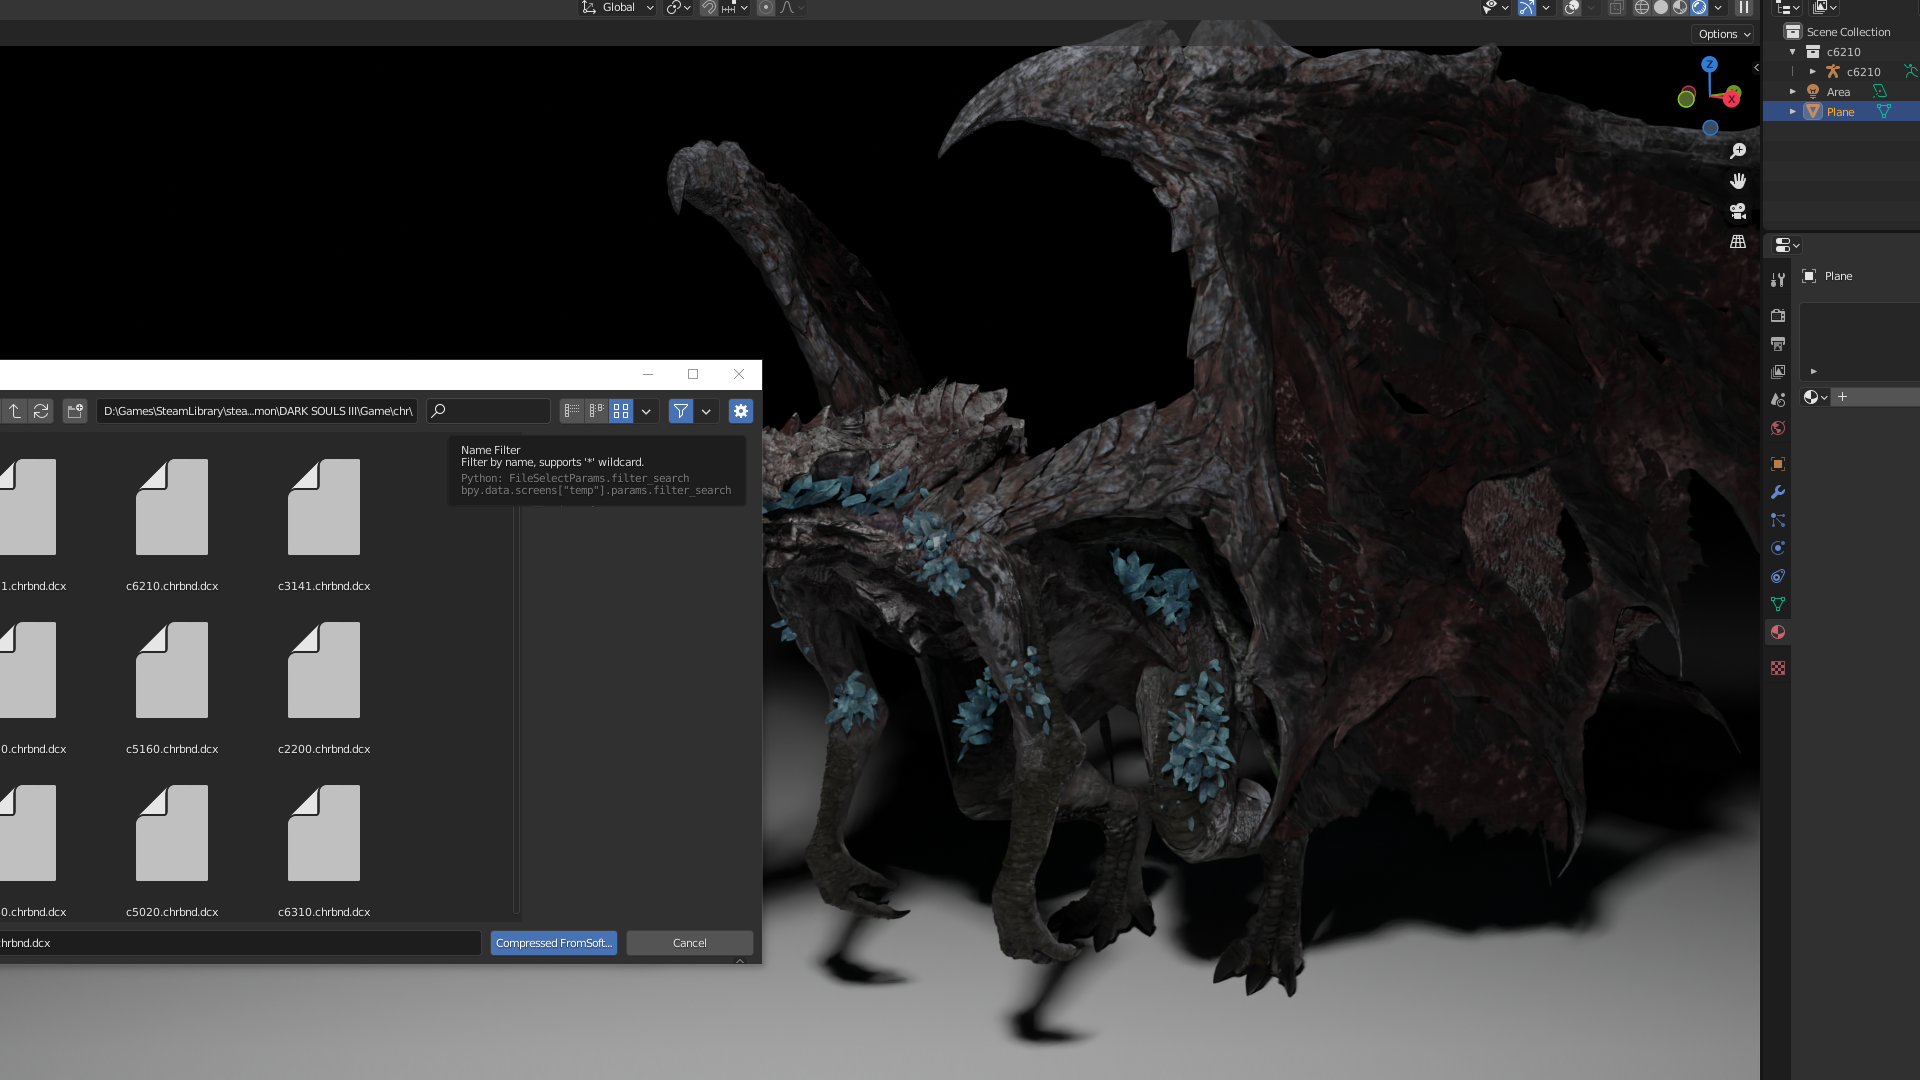 Global
Options
Z
X
Scene Collection
c6210
c6210
Area
Plane
Plane
D:\Games\SteamLibrary\stea...mon\DARK SOULS III\Game\chr\
Name Filter
Filter by name, supports '*' wildcard.
Python: FileSelectParams.filter_search
bpy.data.screens["temp"].params.filter_search
1.chrbnd.dcx
c6210.chrbnd.dcx
c3141.chrbnd.dcx
0.chrbnd.dcx
c5160.chrbnd.dcx
c2200.chrbnd.dcx
0.chrbnd.dcx
c5020.chrbnd.dcx
c6310.chrbnd.dcx
hrbnd.dcx
Compressed FromSoft...
Cancel